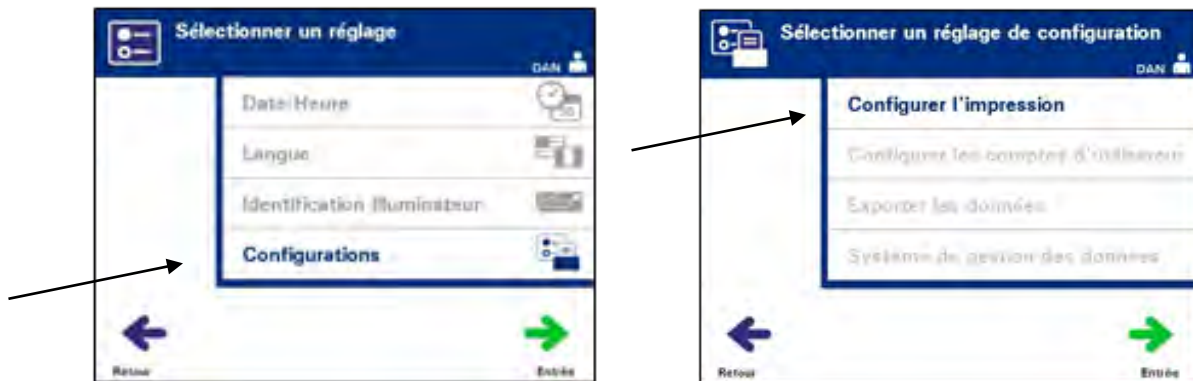 Sélectionner un réglage
DAN
Date/Heure
Langue
Identification Illuminateur
Configurations
Retour
Entrée
Sélectionner un réglage de configuration
DAN
Configurer l'impression
Configurer les comptes d'utilisateur
Exporter les données
Système de gestion des données
Retour
Entrée